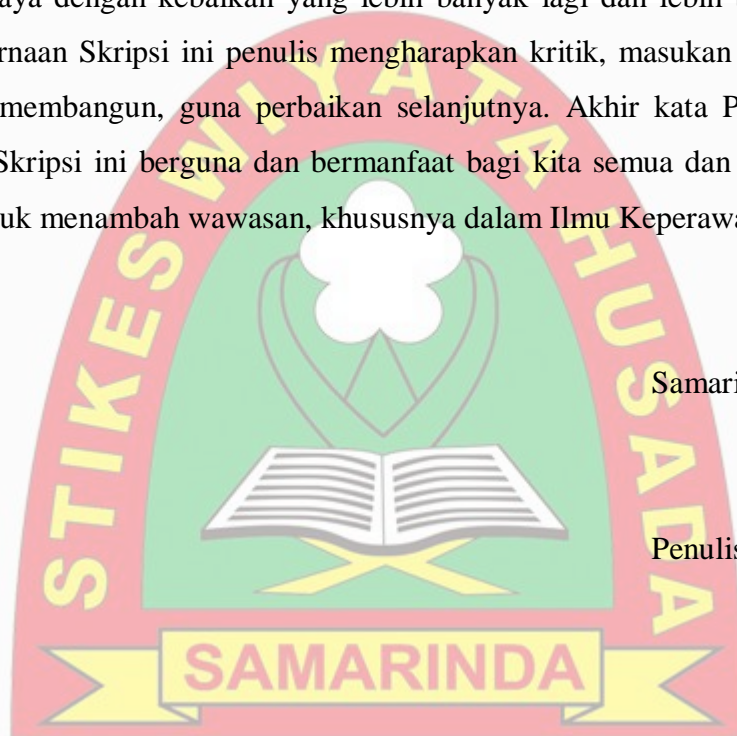 aya dengan kebaikan yang lebih banyak lagi dan lebih
rnaan Skripsi ini penulis mengharapkan kritik, masukan
membangun, guna perbaikan selanjutnya. Akhir kata P
Skripsi ini berguna dan bermanfaat bagi kita semua dan
uk menambah wawasan, khususnya dalam Ilmu Keperawa
Samari
Penulis
STIKES WIYATA HUSADA
SAMARINDA